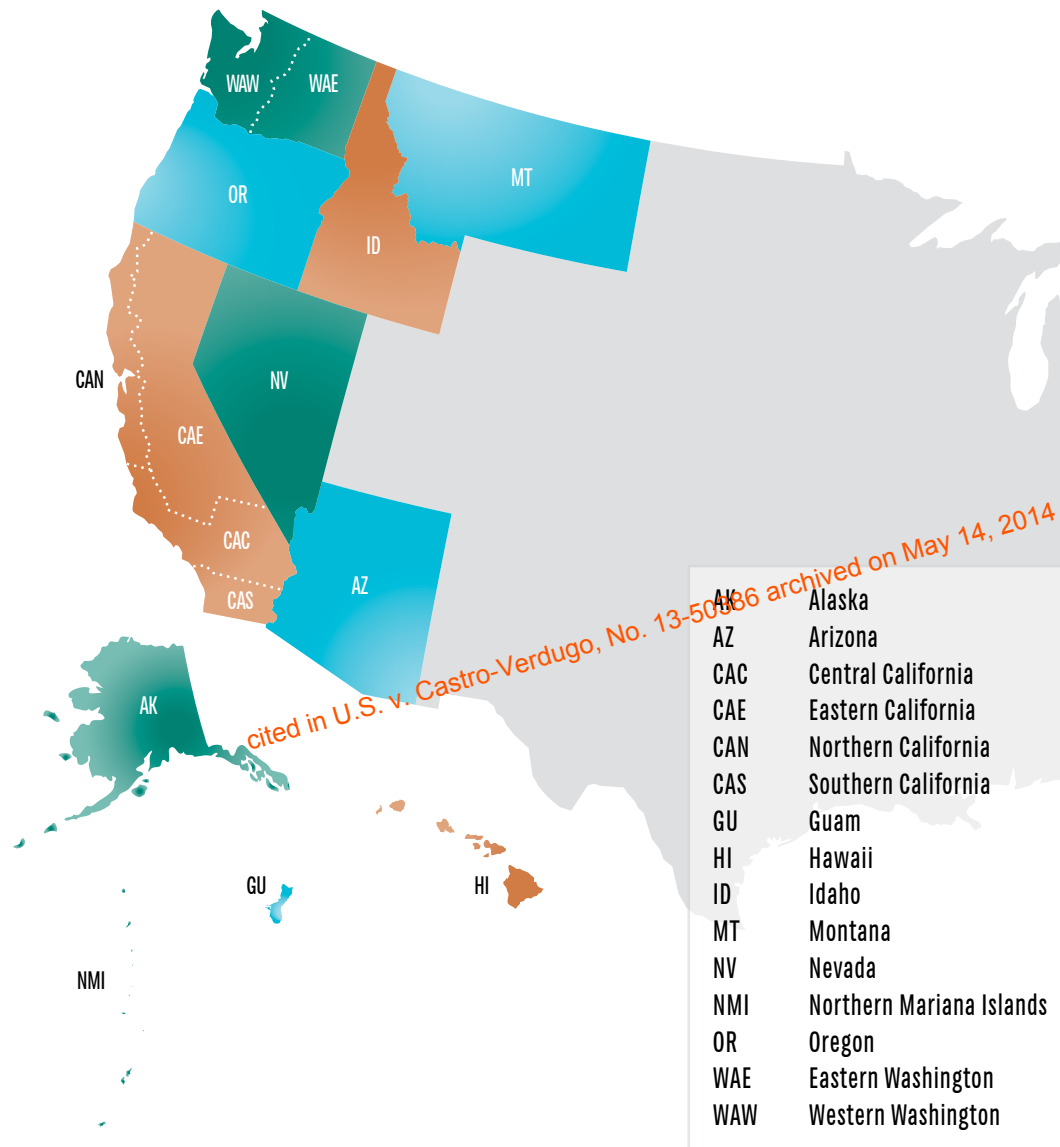 WAW
WAE
MT
OR
ID
CAN
NV
CAE
CAC
AZ
CAS
AK
GU
HI
NMI
cited in U.S. v. Castro-Verdugo, No. 13-50386 archived on May 14, 2014
AK Alaska
AZ Arizona
CAC Central California
CAE Eastern California
CAN Northern California
CAS Southern California
GU Guam
HI Hawaii
ID Idaho
MT Montana
NV Nevada
NMI Northern Mariana Islands
OR Oregon
WAE Eastern Washington
WAW Western Washington